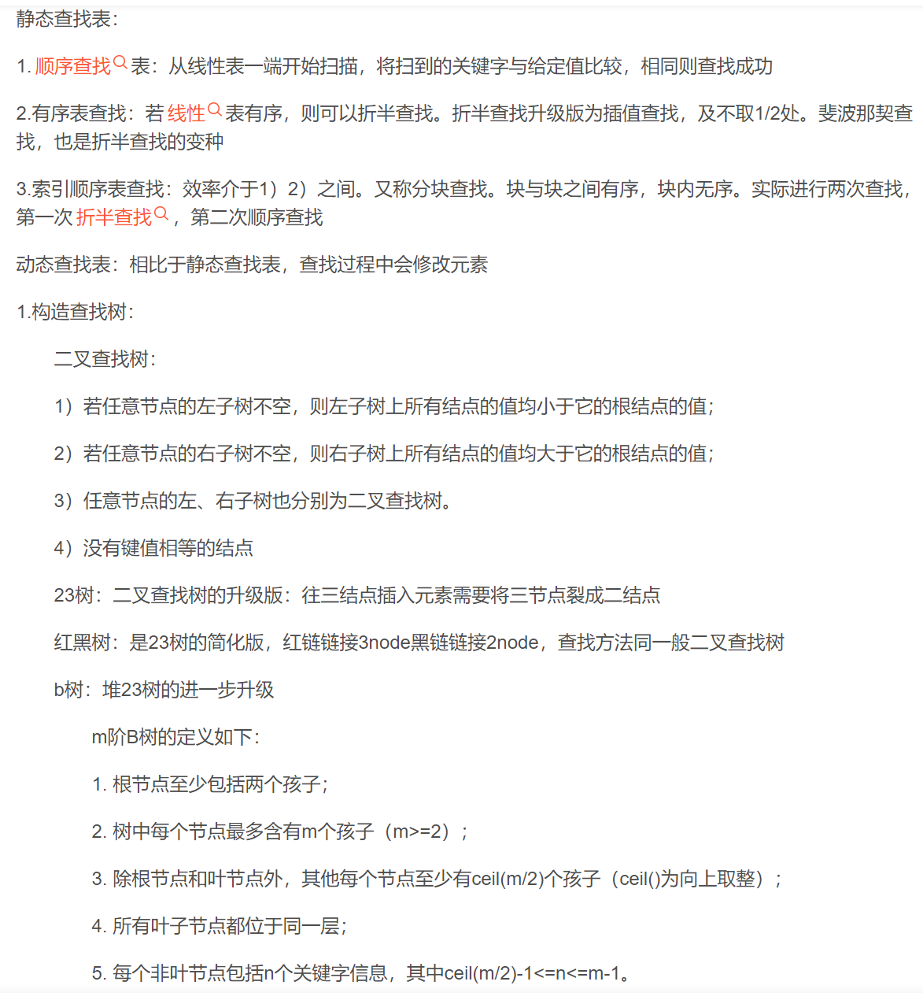 静态查找表：
1. 顺序查找表：从线性表一端开始扫描，将扫到的关键字与给定值比较，相同则查找成功
2.有序表查找：若线性表有序，则可以折半查找。折半查找升级版为插值查找，及不取1/2处。斐波那契查
找，也是折半查找的变种
3.索引顺序表查找：效率介于1）2）之间。又称分块查找。块与块之间有序，块内无序。实际进行两次查找，
第一次折半查找，第二次顺序查找
动态查找表：相比于静态查找表，查找过程中会修改元素
1.构造查找树：
二叉查找树：
1）若任意节点的左子树不空，则左子树上所有结点的值均小于它的根结点的值；
2）若任意节点的右子树不空，则右子树上所有结点的值均大于它的根结点的值；
3）任意节点的左、右子树也分别为二叉查找树。
4）没有键值相等的结点
23树：二叉查找树的升级版：往三结点插入元素需要将三节点裂成二结点
红黑树：是23树的简化版，红链链接3node黑链链接2node，查找方法同一般二叉查找树
b树：堆23树的进一步升级
m阶B树的定义如下：
1. 根节点至少包括两个孩子；
2. 树中每个节点最多含有m个孩子（m>=2）；
3. 除根节点和叶节点外，其他每个节点至少有ceil(m/2)个孩子（ceil()为向上取整）；
4. 所有叶子节点都位于同一层；
5. 每个非叶节点包括n个关键字信息，其中ceil(m/2)-1<=n<=m-1。